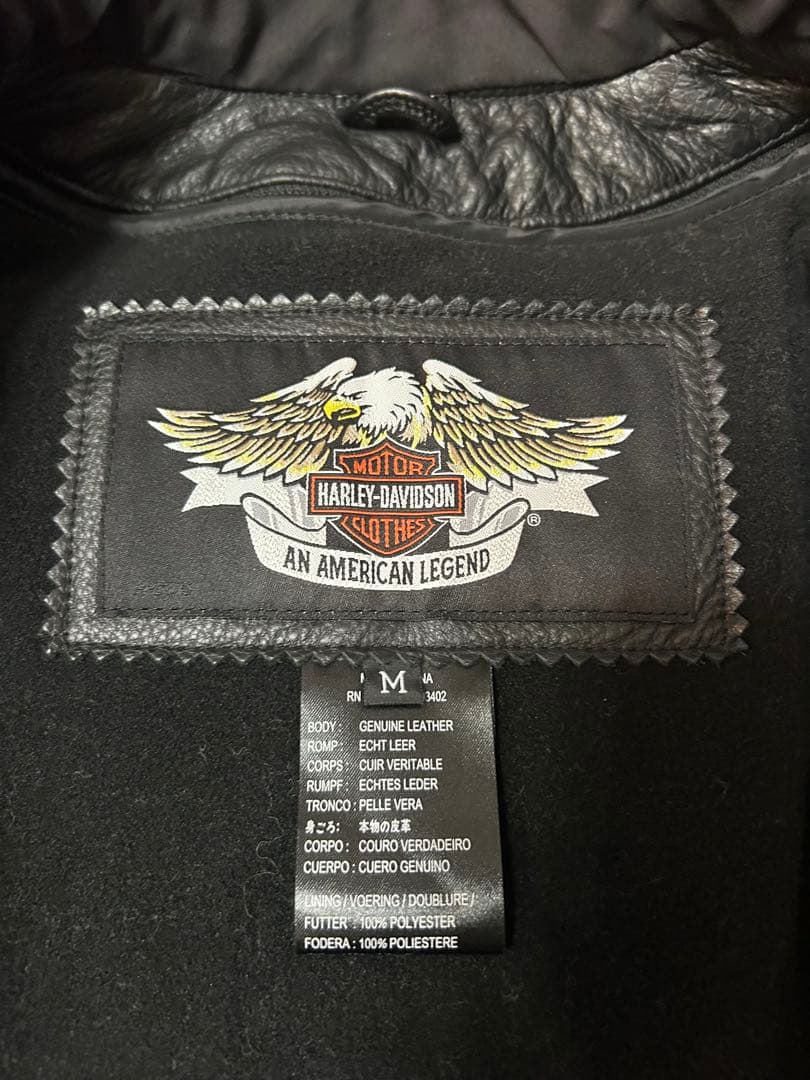 MOTOR
HARLEY-DAVIDSON
CLOTHES
®
AN AMERICAN LEGEND
M
RN 3402
BODY: GENUINE LEATHER
ROMP: ECHT LEER
CORPS: CUIR VERITABLE
RUMPF: ECHTES LEDER
TRONCO: PELLE VERA
身ごろ: 本物の皮革
CORPO: COURO VERDADEIRO
CUERPO: CUERO GENUINO
LINING / VOERING / DOUBLURE /
FUTTER: 100% POLYESTER
FODERA: 100% POLIESTERE